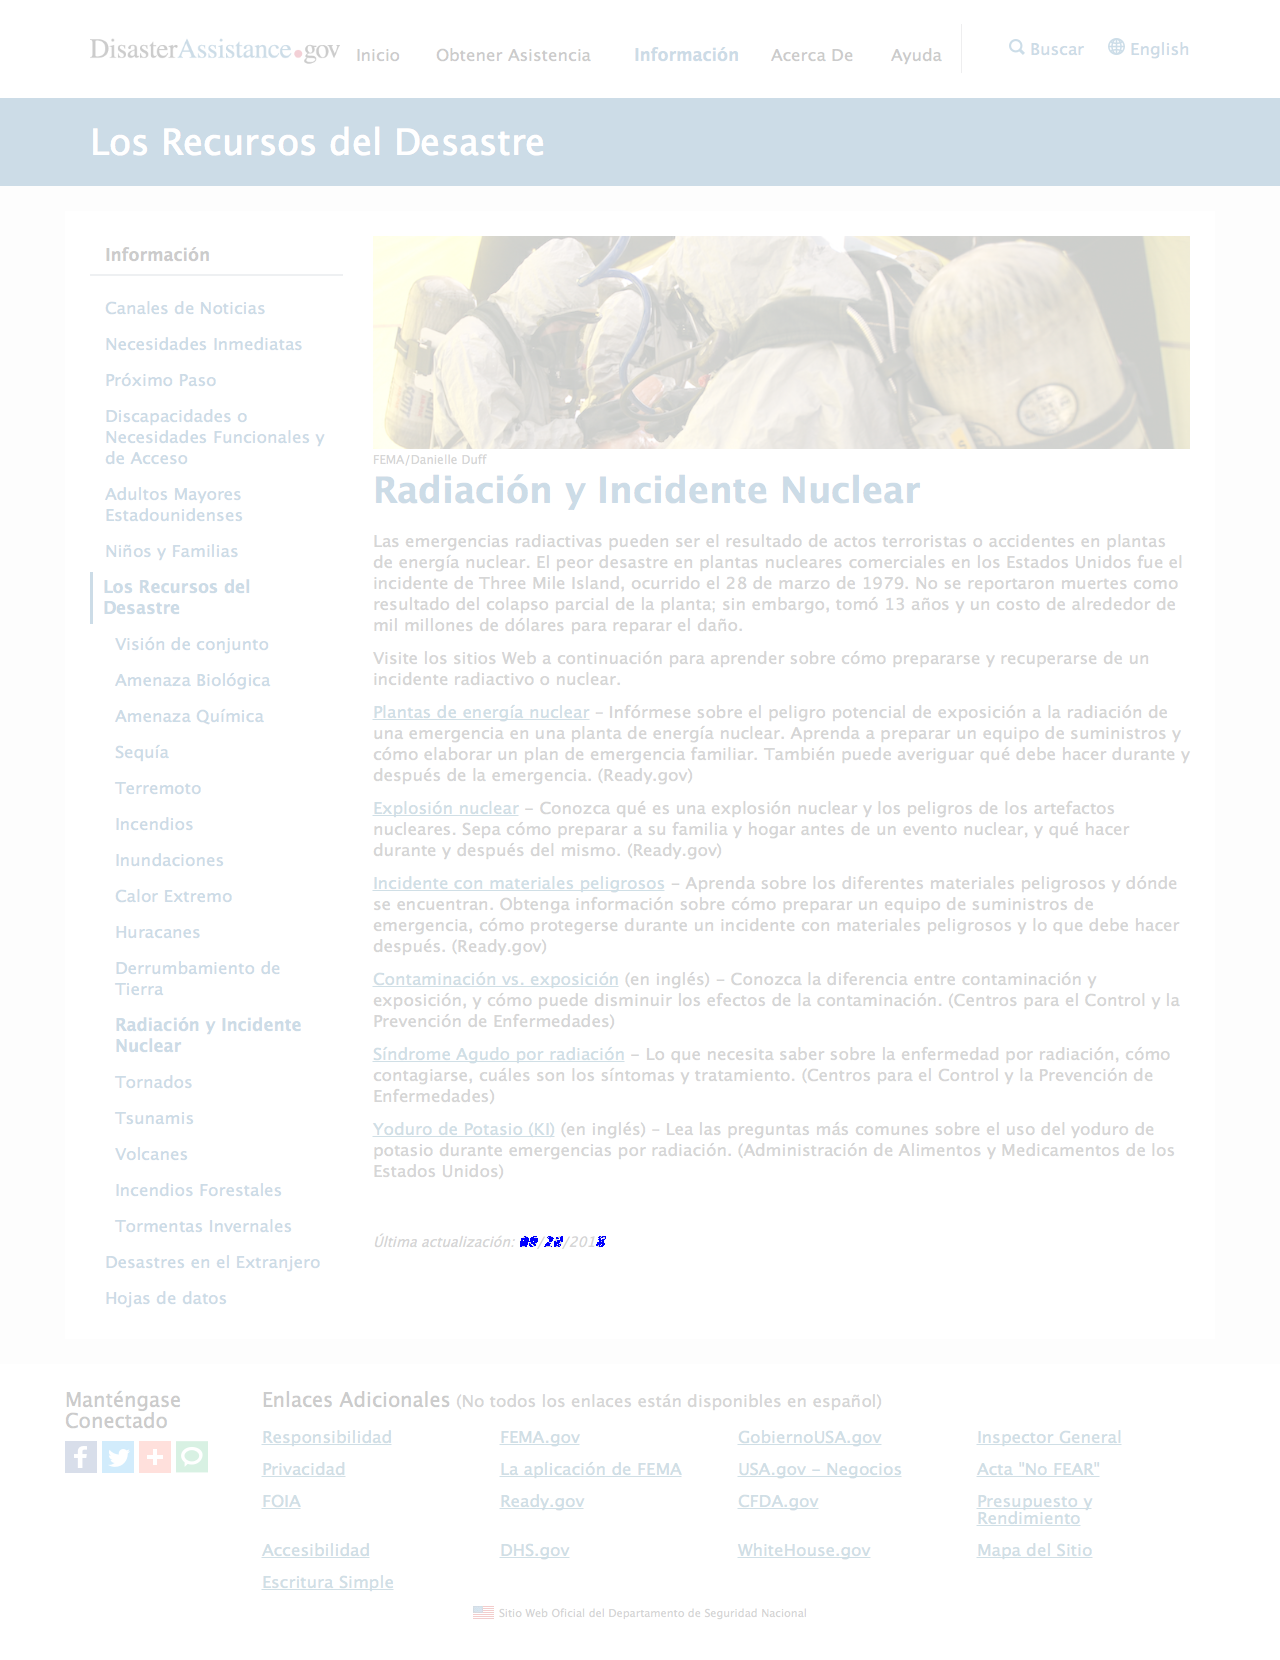 DisasterAssistance.gov
Inicio Obtener Asistencia Información Acerca De Ayuda Buscar English
Los Recursos del Desastre
Información
Canales de Noticias
Necesidades Inmediatas
Próximo Paso
Discapacidades o
Necesidades Funcionales y
de Acceso
Adultos Mayores
Estadounidenses
Niños y Familias
Los Recursos del
Desastre
Visión de conjunto
Amenaza Biológica
Amenaza Química
Sequía
Terremoto
Incendios
Inundaciones
Calor Extremo
Huracanes
Derrumbamiento de
Tierra
Radiación y Incidente
Nuclear
Tornados
Tsunamis
Volcanes
Incendios Forestales
Tormentas Invernales
Desastres en el Extranjero
Hojas de datos
FEMA/Danielle Duff
Radiación y Incidente Nuclear
Las emergencias radiactivas pueden ser el resultado de actos terroristas o accidentes en plantas
de energía nuclear. El peor desastre en plantas nucleares comerciales en los Estados Unidos fue el
incidente de Three Mile Island, ocurrido el 28 de marzo de 1979. No se reportaron muertes como
resultado del colapso parcial de la planta; sin embargo, tomó 13 años y un costo de alrededor de
mil millones de dólares para reparar el daño.
Visite los sitios Web a continuación para aprender sobre cómo prepararse y recuperarse de un
incidente radiactivo o nuclear.
Plantas de energía nuclear – Infórmese sobre el peligro potencial de exposición a la radiación de
una emergencia en una planta de energía nuclear. Aprenda a preparar un equipo de suministros y
cómo elaborar un plan de emergencia familiar. También puede averiguar qué debe hacer durante y
después de la emergencia. (Ready.gov)
Explosión nuclear – Conozca qué es una explosión nuclear y los peligros de los artefactos
nucleares. Sepa cómo preparar a su familia y hogar antes de un evento nuclear, y qué hacer
durante y después del mismo. (Ready.gov)
Incidente con materiales peligrosos – Aprenda sobre los diferentes materiales peligrosos y dónde
se encuentran. Obtenga información sobre cómo preparar un equipo de suministros de
emergencia, cómo protegerse durante un incidente con materiales peligrosos y lo que debe hacer
después. (Ready.gov)
Contaminación vs. exposición (en inglés) – Conozca la diferencia entre contaminación y
exposición, y cómo puede disminuir los efectos de la contaminación. (Centros para el Control y la
Prevención de Enfermedades)
Síndrome Agudo por radiación – Lo que necesita saber sobre la enfermedad por radiación, cómo
contagiarse, cuáles son los síntomas y tratamiento. (Centros para el Control y la Prevención de
Enfermedades)
Yoduro de Potasio (KI) (en inglés) – Lea las preguntas más comunes sobre el uso del yoduro de
potasio durante emergencias por radiación. (Administración de Alimentos y Medicamentos de los
Estados Unidos)
Última actualización:
Manténgase
Conectado
Enlaces Adicionales (No todos los enlaces están disponibles en español)
Responsibilidad FEMA.gov GobiernoUSA.gov Inspector General
Privacidad La aplicación de FEMA USA.gov – Negocios Acta "No FEAR"
FOIA Ready.gov CFDA.gov Presupuesto y
Rendimiento
Accesibilidad DHS.gov WhiteHouse.gov Mapa del Sitio
Escritura Simple
Sitio Web Oficial del Departamento de Seguridad Nacional